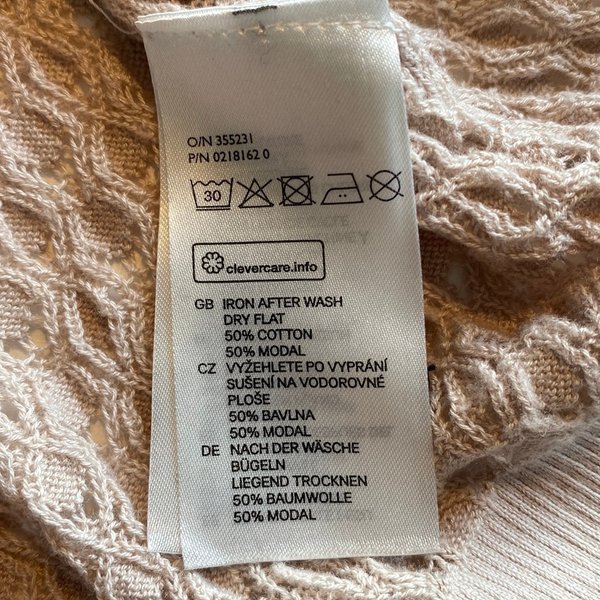 O/N 355231
P/N 0218162 0
30
clevercare.info
GB IRON AFTER WASH
DRY FLAT
50% COTTON
50% MODAL
CZ VYŽEHLETE PO VYPRÁNÍ
SUŠENÍ NA VODOROVNÉ
PLOŠE
50% BAVLNA
50% MODAL
DE NACH DER WÄSCHE
BÜGELN
LIEGEND TROCKNEN
50% BAUMWOLLE
50% MODAL